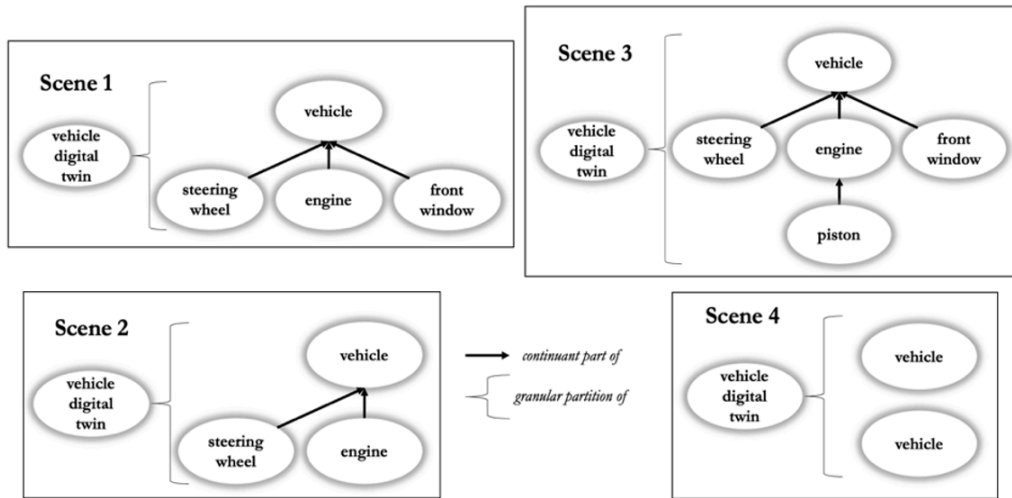 Scene 1
vehicle
digital
twin
vehicle
steering
wheel
engine
front
window
Scene 3
vehicle
digital
twin
vehicle
steering
wheel
engine
front
window
piston
Scene 2
vehicle
digital
twin
vehicle
steering
wheel
engine
continuant part of
granular partition of
Scene 4
vehicle
digital
twin
vehicle
vehicle